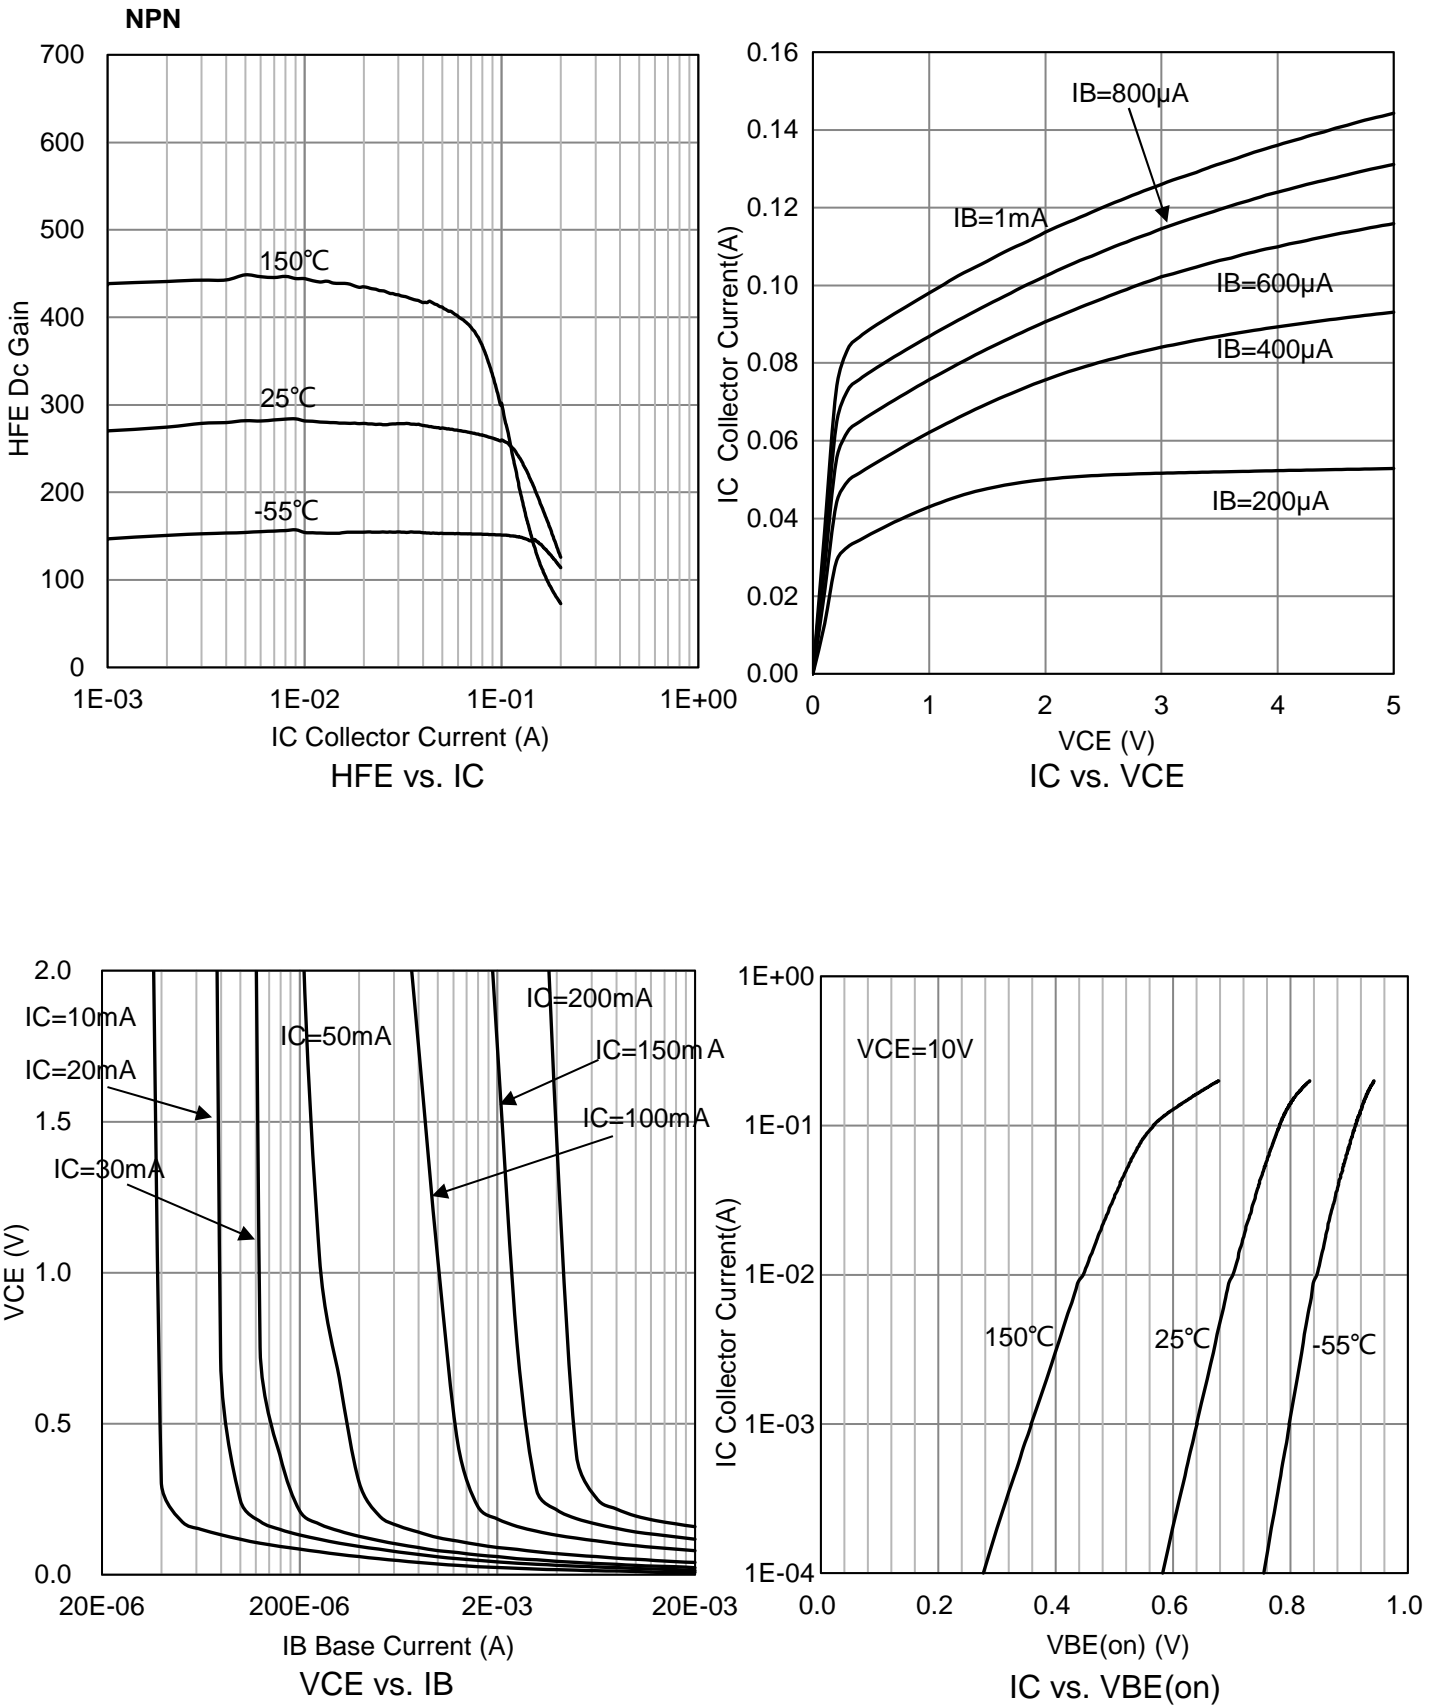 NPN
700
600
500
400
300
200
100
0
HFE Dc Gain
150℃
25℃
-55℃
1E-03 1E-02 1E-01 1E+00
IC Collector Current (A)
HFE vs. IC
0.16
0.14
0.12
0.10
0.08
0.06
0.04
0.02
0.00
IC Collector Current(A)
IB=800µA
IB=1mA
IB=600µA
IB=400µA
IB=200µA
0 1 2 3 4 5
VCE (V)
IC vs. VCE
2.0
1.5
1.0
0.5
0.0
VCE (V)
IC=10mA
IC=20mA
IC=30mA
IC=50mA
IC=200mA
IC=150m A
IC=100mA
20E-06 200E-06 2E-03 20E-03
IB Base Current (A)
VCE vs. IB
1E+00
1E-01
1E-02
1E-03
1E-04
IC Collector Current(A)
VCE=10V
150℃
25℃
-55℃
0.0 0.2 0.4 0.6 0.8 1.0
VBE(on) (V)
IC vs. VBE(on)